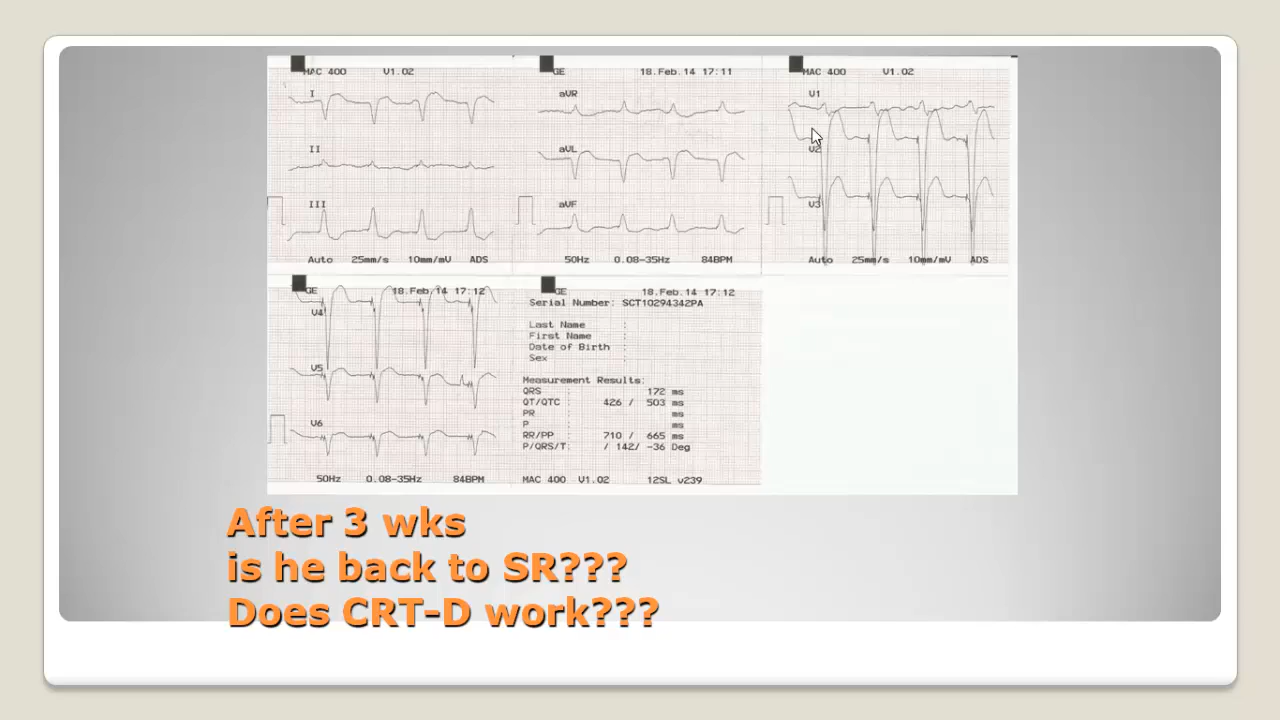 MAC 400 V1.02
I
II
III
Auto 25mm/s 10mm/mV ADS
GE 18.Feb.14 17:11
aVR
aVL
aVF
50Hz 0.08-35Hz 84BPM
MAC 400 V1.02
V1
V2
V3
Auto 25mm/s 10mm/mV ADS
GE 18.Feb.14 17:12
V4
V5
V6
50Hz 0.08-35Hz 84BPM
GE 18.Feb.14 17:12
Serial Number: SCT10294342PA
Last Name :
First Name :
Date of Birth :
Sex :
Measurement Results:
QRS : 172 ms
QT/QTC : 426 / 503 ms
PR : ms
P : ms
RR/PP : 710 / 665 ms
P/QRS/T: / 142/ -36 Deg
MAC 400 V1.02 12SL v239
After 3 wks
is he back to SR???
Does CRT-D work???